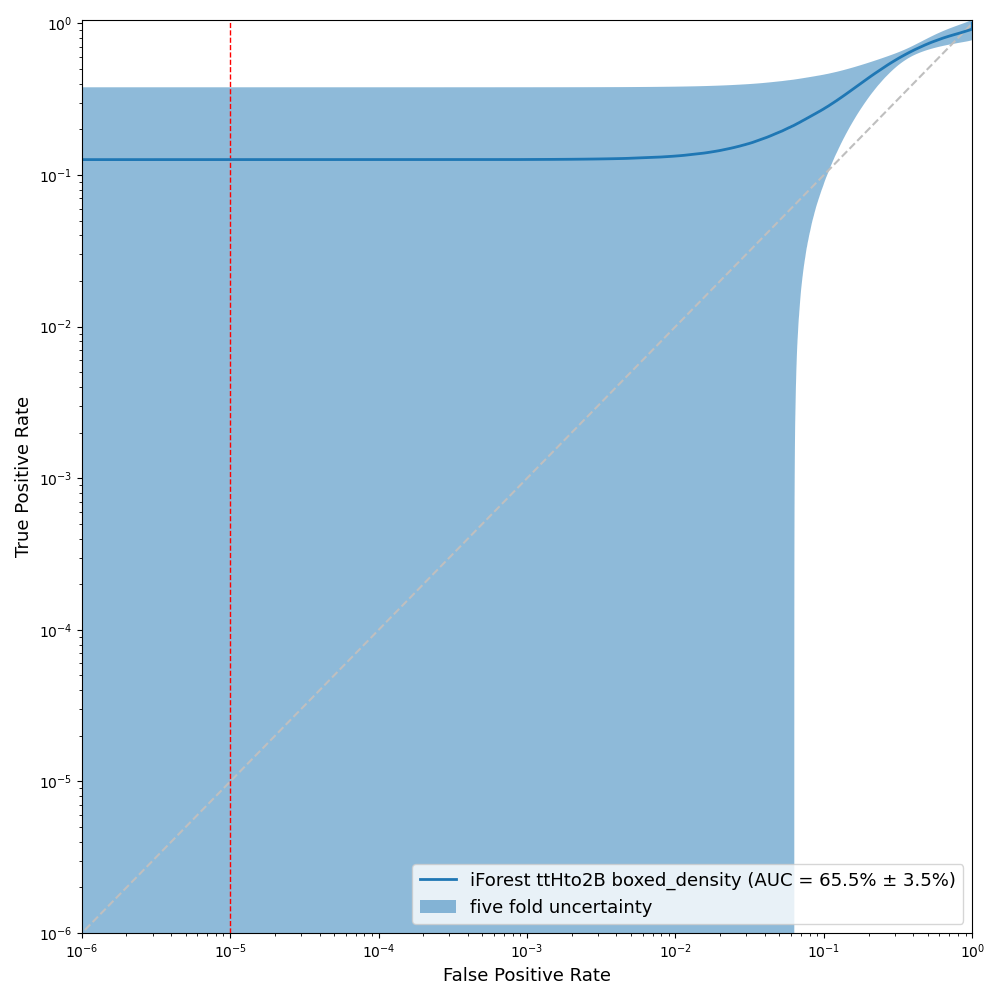 10⁰
10⁻¹
10⁻²
10⁻³
10⁻⁴
10⁻⁵
10⁻⁶
True Positive Rate
iForest ttHto2B boxed_density (AUC = 65.5% ± 3.5%)
five fold uncertainty
10⁻⁶ 10⁻⁵ 10⁻⁴ 10⁻³ 10⁻² 10⁻¹ 10⁰
False Positive Rate